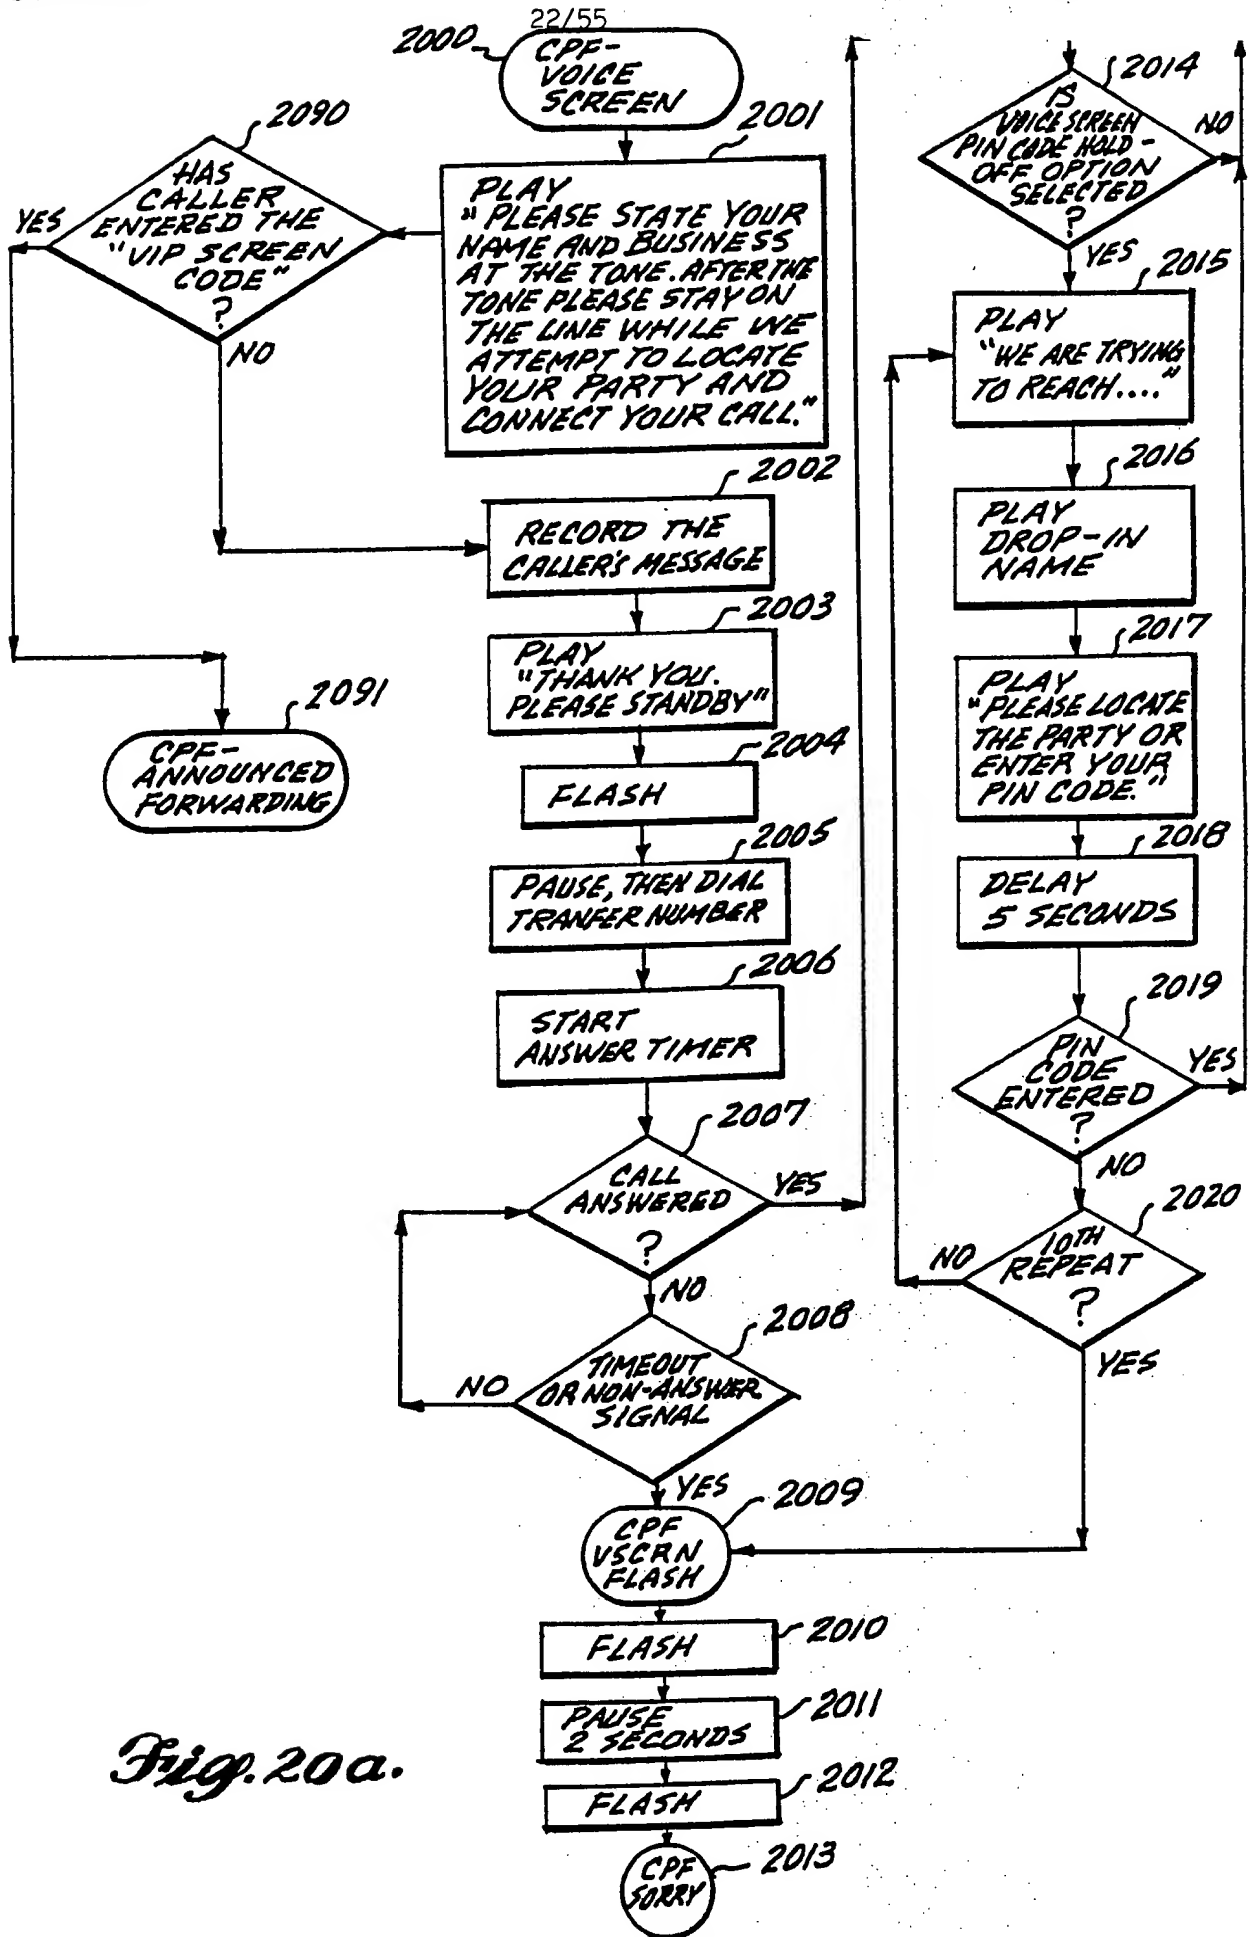 22/55
2000
CPF-
VOICE
SCREEN
2090
HAS
CALLER
ENTERED THE
"VIP SCREEN
CODE"
?
YES
NO
2001
PLAY
"PLEASE STATE YOUR
NAME AND BUSINESS
AT THE TONE. AFTER THE
TONE PLEASE STAY ON
THE LINE WHILE WE
ATTEMPT TO LOCATE
YOUR PARTY AND
CONNECT YOUR CALL."
2002
RECORD THE
CALLER'S MESSAGE
2003
PLAY
"THANK YOU.
PLEASE STANDBY"
2091
CPF-
ANNOUNCED
FORWARDING
2004
FLASH
2005
PAUSE, THEN DIAL
TRANFER NUMBER
2006
START
ANSWER TIMER
2007
CALL
ANSWERED
?
YES
NO
2008
TIMEOUT
OR NON-ANSWER
SIGNAL
NO
YES
2009
CPF
VSCRN
FLASH
2010
FLASH
2011
PAUSE
2 SECONDS
2012
FLASH
2013
CPF
SORRY
2014
IS
VOICE SCREEN
PIN CODE HOLD-
OFF OPTION
SELECTED
?
NO
YES
2015
PLAY
"WE ARE TRYING
TO REACH...."
2016
PLAY
DROP-IN
NAME
2017
PLAY
"PLEASE LOCATE
THE PARTY OR
ENTER YOUR
PIN CODE."
2018
DELAY
5 SECONDS
2019
PIN
CODE
ENTERED
?
YES
NO
2020
10TH
REPEAT
?
NO
YES
Fig. 20a.